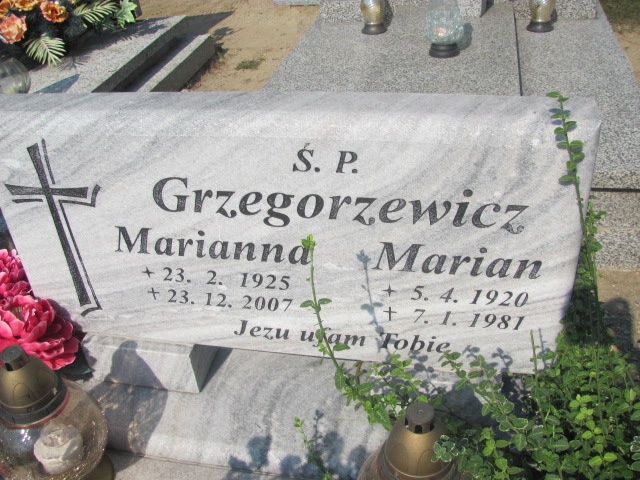 Ś. P.
Grzegorzewicz
Marianna Marian
+ 23. 2. 1925 + 5. 4. 1920
+ 23. 12. 2007 + 7. 1. 1981
Jezu ufam Tobie